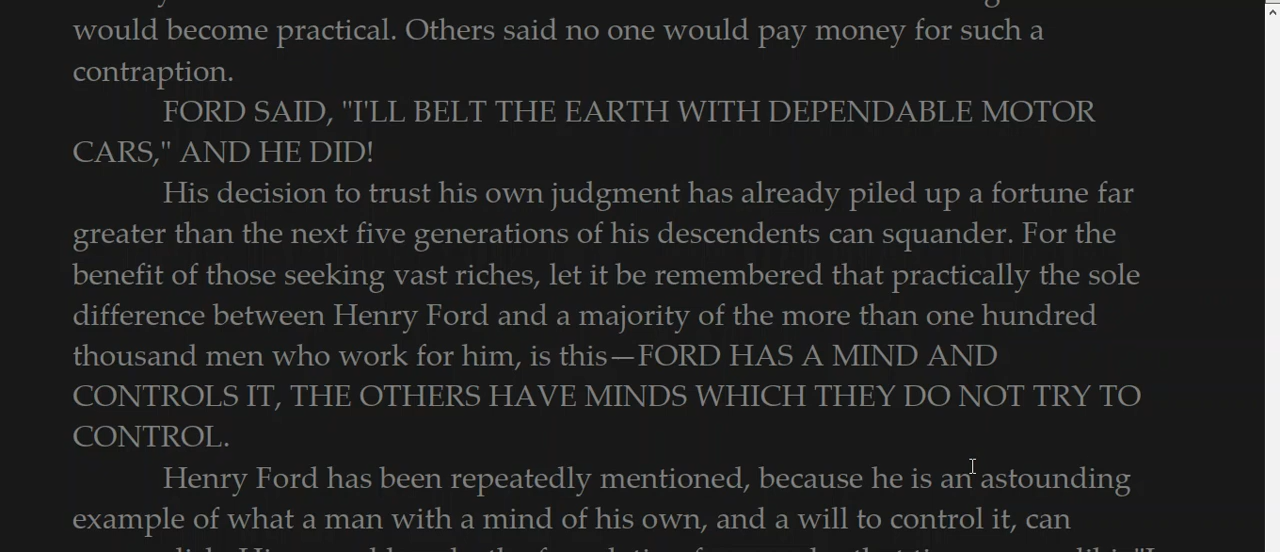 would become practical. Others said no one would pay money for such a
contraption.
FORD SAID, "I'LL BELT THE EARTH WITH DEPENDABLE MOTOR
CARS," AND HE DID!
His decision to trust his own judgment has already piled up a fortune far
greater than the next five generations of his descendents can squander. For the
benefit of those seeking vast riches, let it be remembered that practically the sole
difference between Henry Ford and a majority of the more than one hundred
thousand men who work for him, is this—FORD HAS A MIND AND
CONTROLS IT, THE OTHERS HAVE MINDS WHICH THEY DO NOT TRY TO
CONTROL.
Henry Ford has been repeatedly mentioned, because he is an astounding
example of what a man with a mind of his own, and a will to control it, can